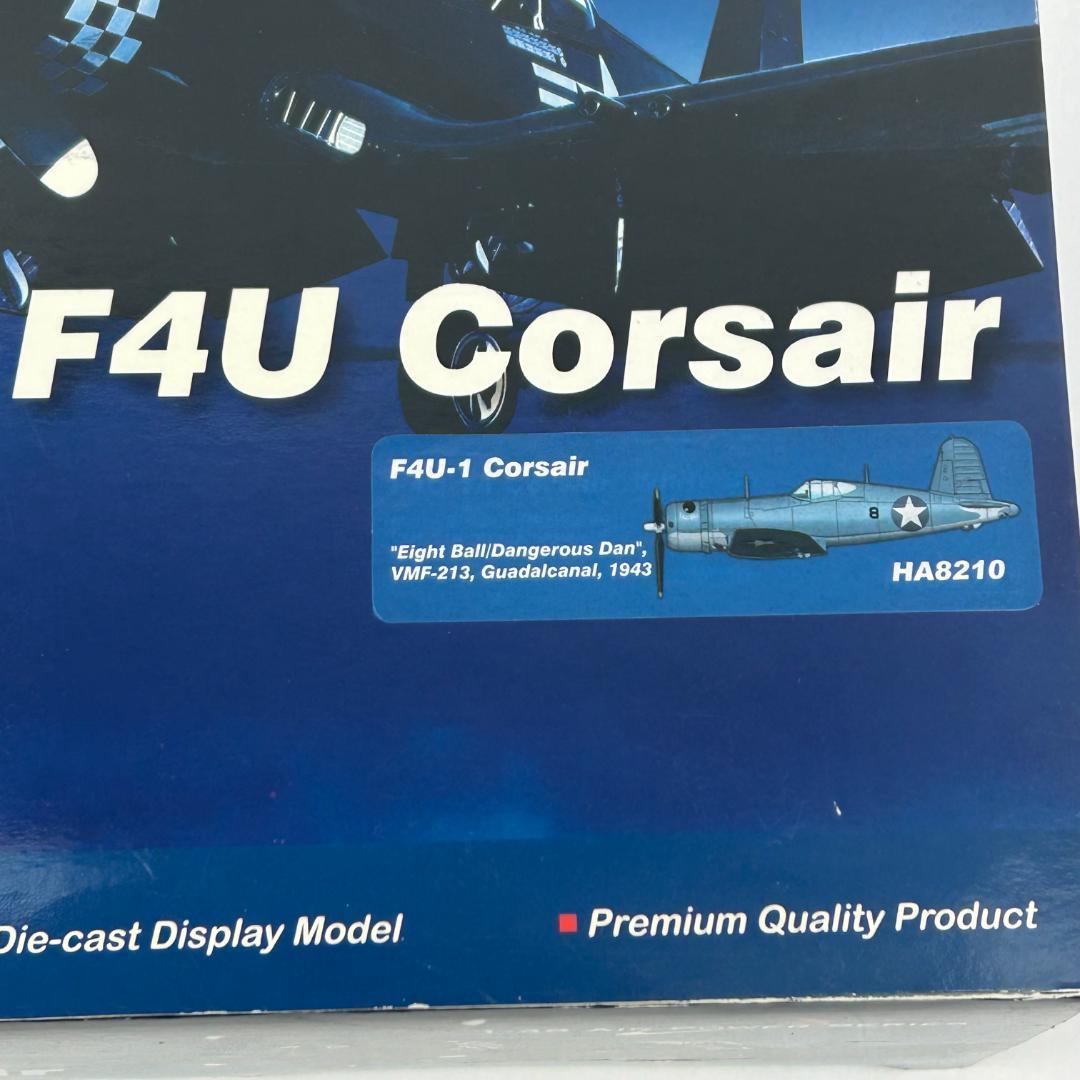 F4U Corsair
F4U-1 Corsair
"Eight Ball/Dangerous Dan",
VMF-213, Guadalcanal, 1943
8
HA8210
Die-cast Display Model
Premium Quality Product